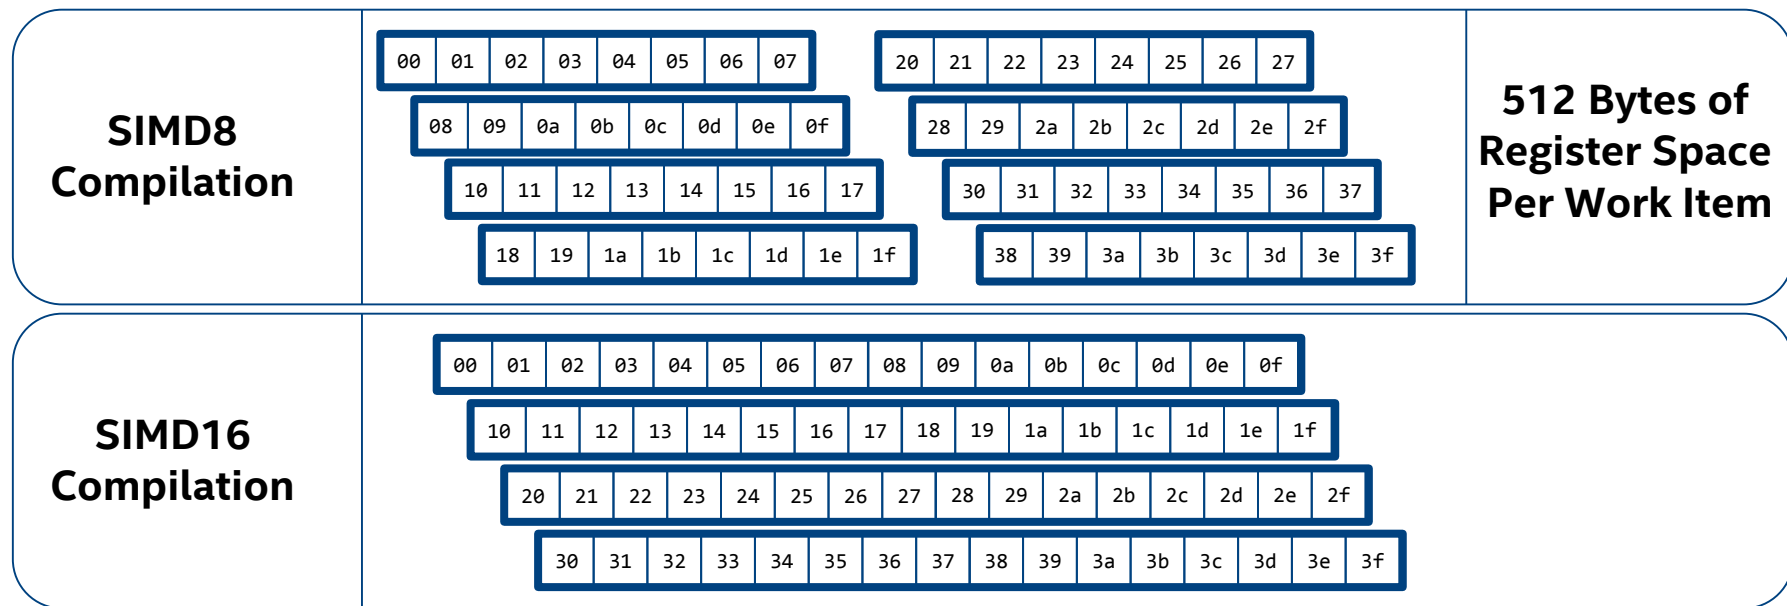 SIMD8
Compilation
00 01 02 03 04 05 06 07
08 09 0a 0b 0c 0d 0e 0f
10 11 12 13 14 15 16 17
18 19 1a 1b 1c 1d 1e 1f
20 21 22 23 24 25 26 27
28 29 2a 2b 2c 2d 2e 2f
30 31 32 33 34 35 36 37
38 39 3a 3b 3c 3d 3e 3f
512 Bytes of
Register Space
Per Work Item
SIMD16
Compilation
00 01 02 03 04 05 06 07 08 09 0a 0b 0c 0d 0e 0f
10 11 12 13 14 15 16 17 18 19 1a 1b 1c 1d 1e 1f
20 21 22 23 24 25 26 27 28 29 2a 2b 2c 2d 2e 2f
30 31 32 33 34 35 36 37 38 39 3a 3b 3c 3d 3e 3f